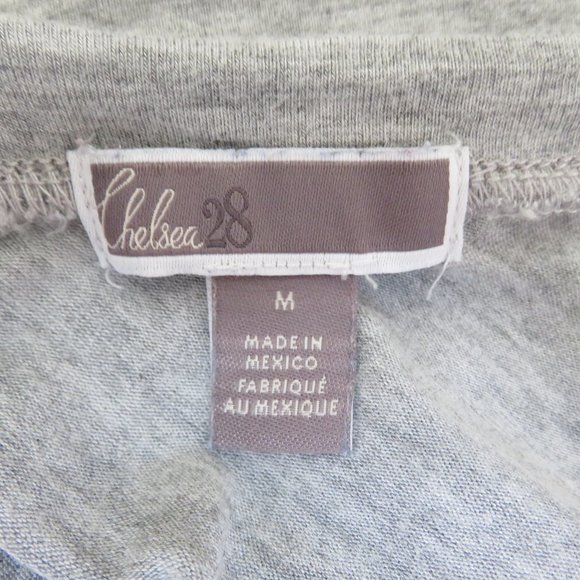 Chelsea28
M
MADE IN
MEXICO
FABRIQUÉ
AU MEXIQUE